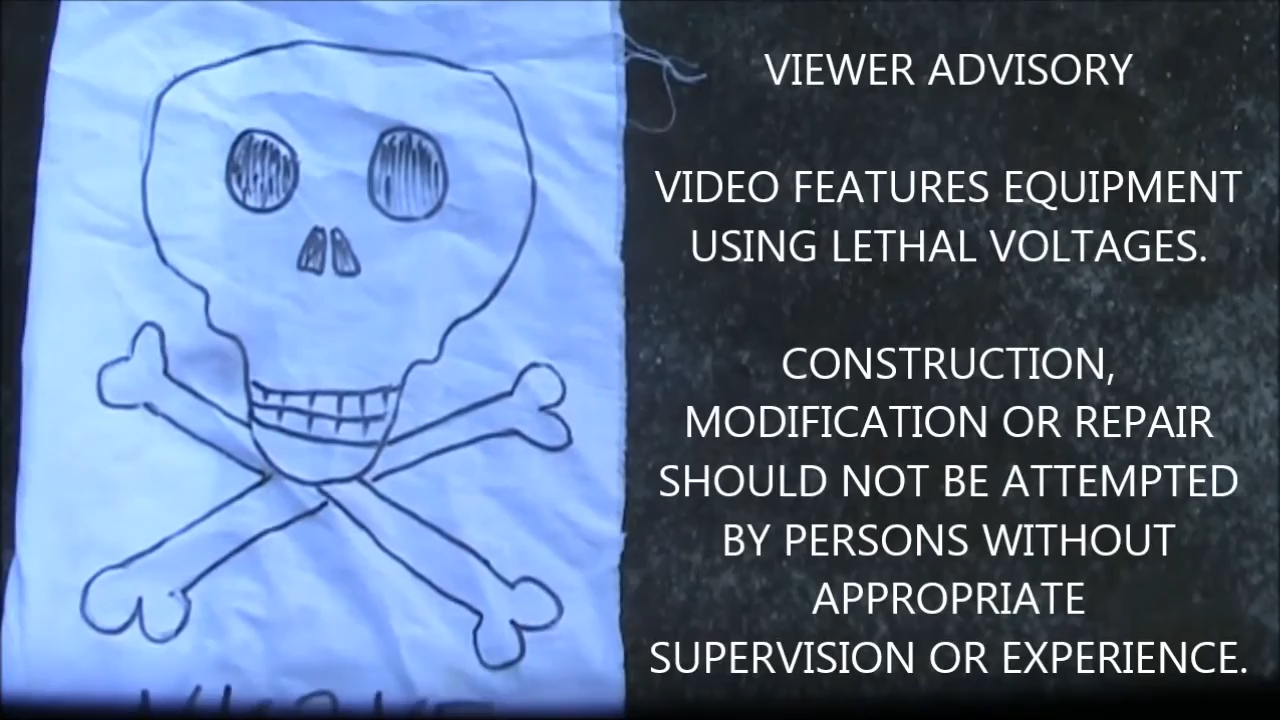 VIEWER ADVISORY
VIDEO FEATURES EQUIPMENT
USING LETHAL VOLTAGES.
CONSTRUCTION,
MODIFICATION OR REPAIR
SHOULD NOT BE ATTEMPTED
BY PERSONS WITHOUT
APPROPRIATE
SUPERVISION OR EXPERIENCE.